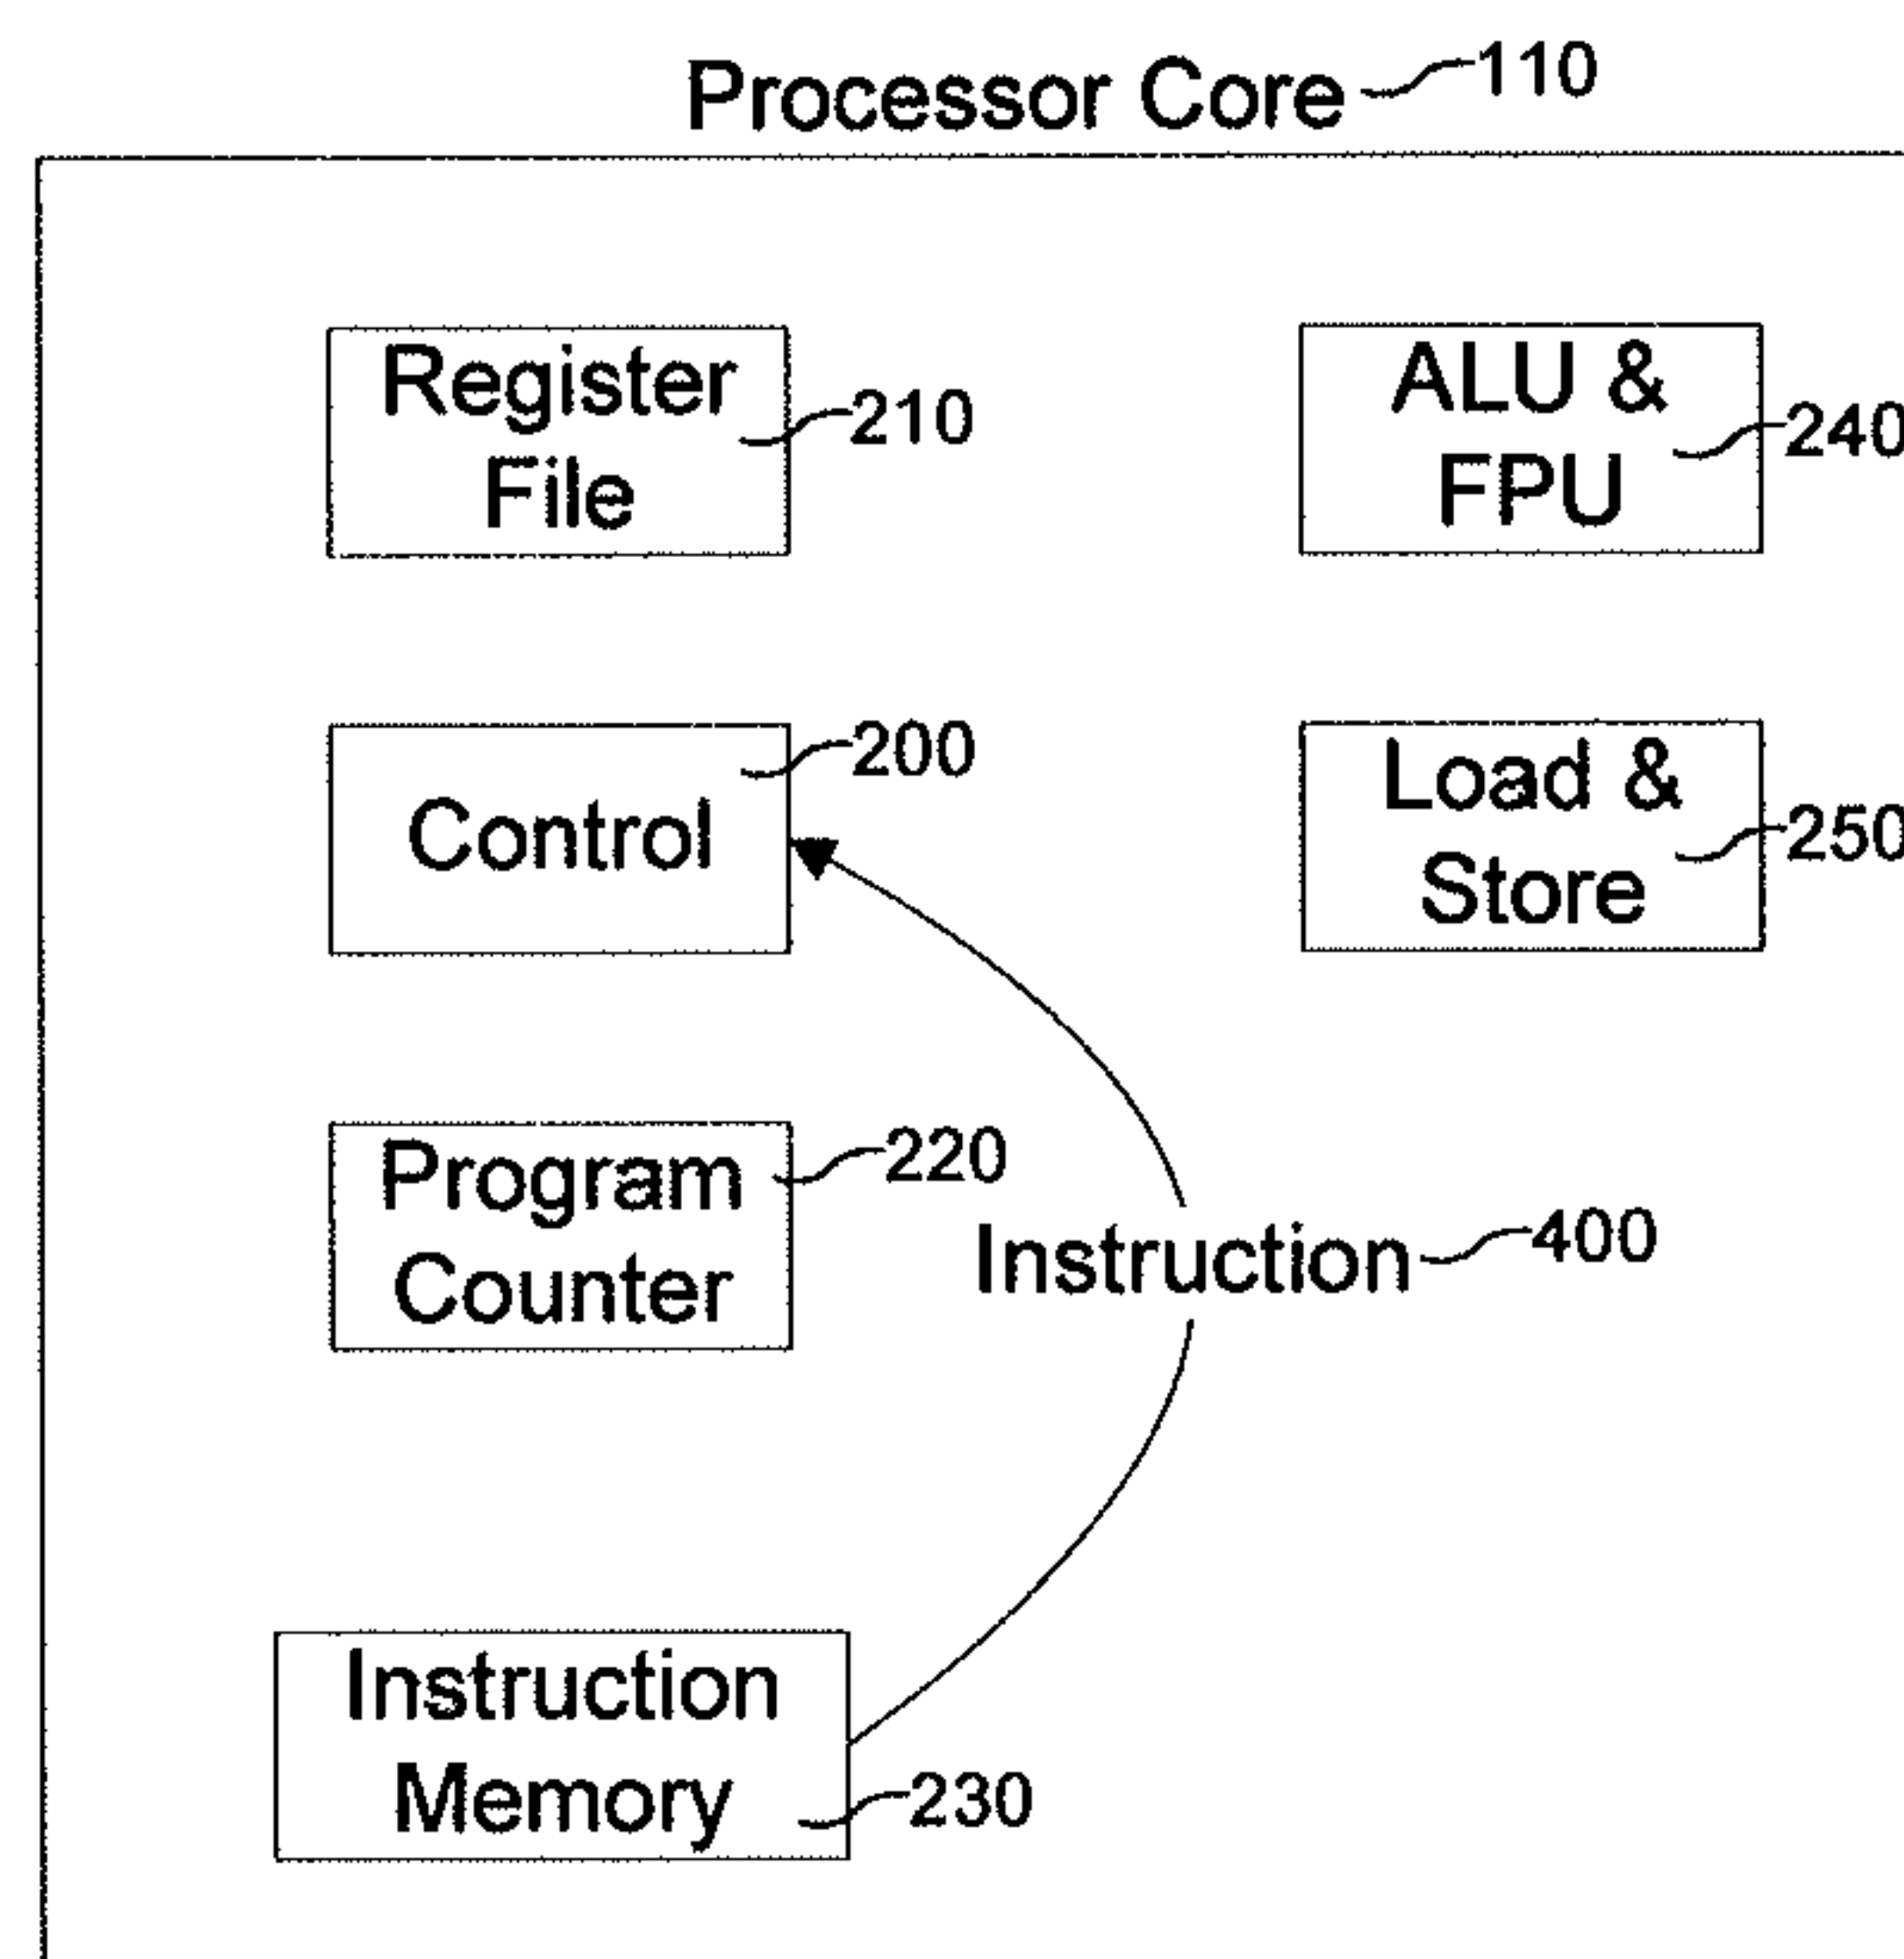 Processor Core 110
Register
File
210
ALU &
FPU
240
Control
200
Load &
Store
250
Program
Counter
220
Instruction 400
Instruction
Memory
230